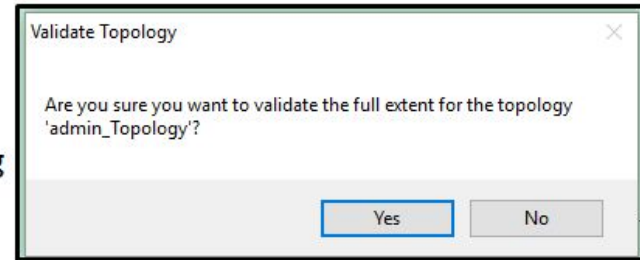 Validate Topology
Are you sure you want to validate the full extent for the topology
'admin_Topology'?
Yes No